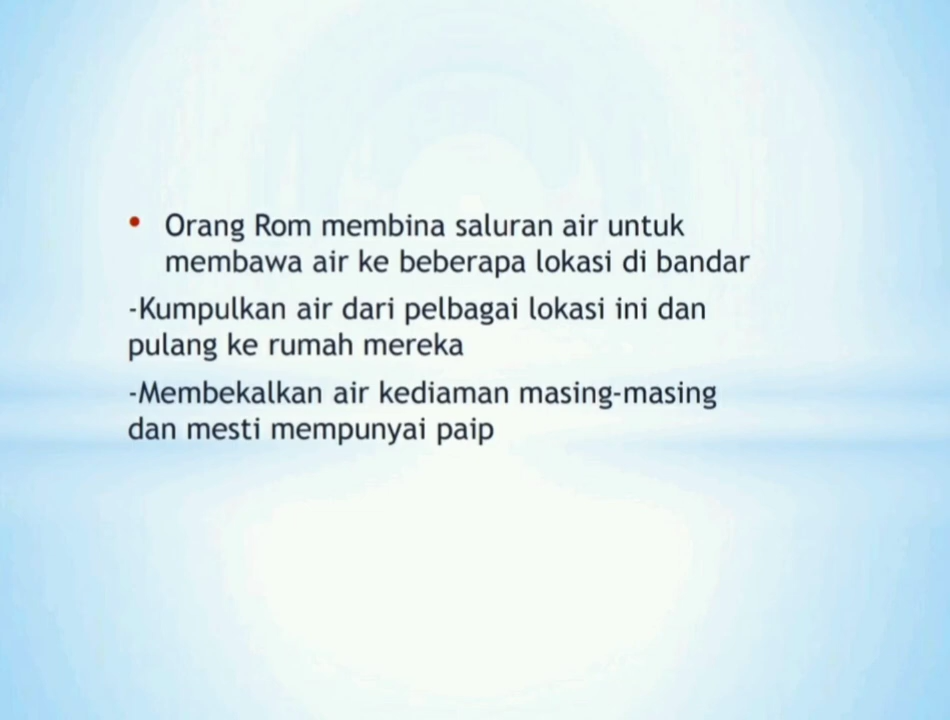 • Orang Rom membina saluran air untuk
membawa air ke beberapa lokasi di bandar
-Kumpulkan air dari pelbagai lokasi ini dan
pulang ke rumah mereka
-Membekalkan air kediaman masing-masing
dan mesti mempunyai paip